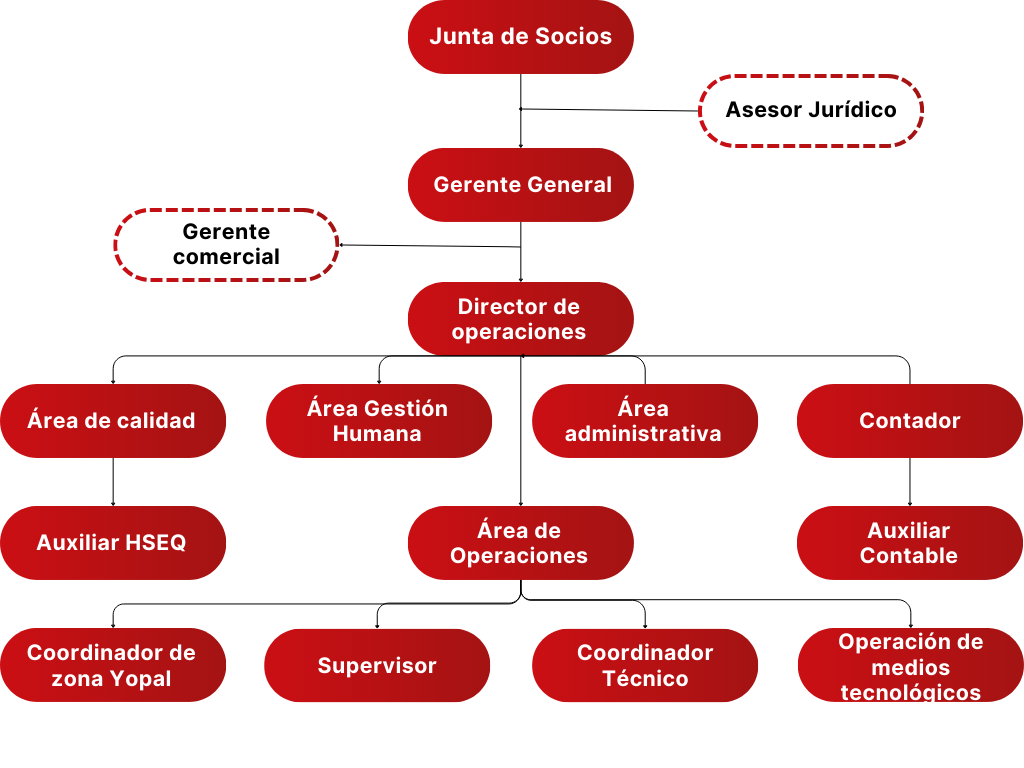 Junta de Socios
Asesor Jurídico
Gerente General
Gerente
comercial
Director de
operaciones
Área de calidad
Área Gestión
Humana
Área
administrativa
Contador
Auxiliar HSEQ
Área de
Operaciones
Auxiliar
Contable
Coordinador de
zona Yopal
Supervisor
Coordinador
Técnico
Operación de
medios
tecnológicos